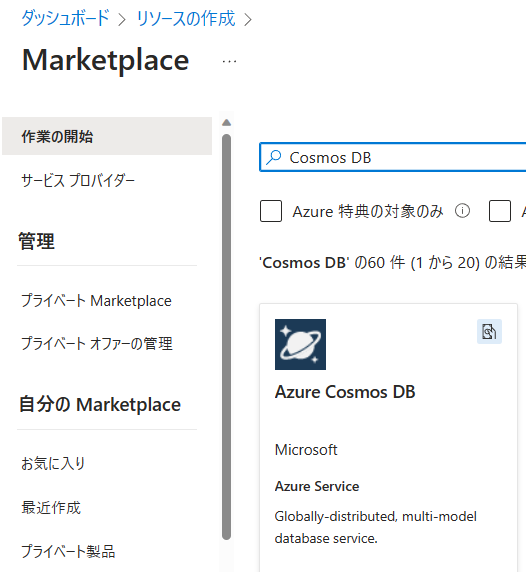 ダッシュボード > リソースの作成 >
Marketplace ...
作業の開始
サービス プロバイダー
管理
プライベート Marketplace
プライベート オファーの管理
自分の Marketplace
お気に入り
最近作成
プライベート製品
Cosmos DB
Azure 特典の対象のみ
'Cosmos DB' の60 件 (1 から 20) の結果
Azure Cosmos DB
Microsoft
Azure Service
Globally-distributed, multi-model
database service.